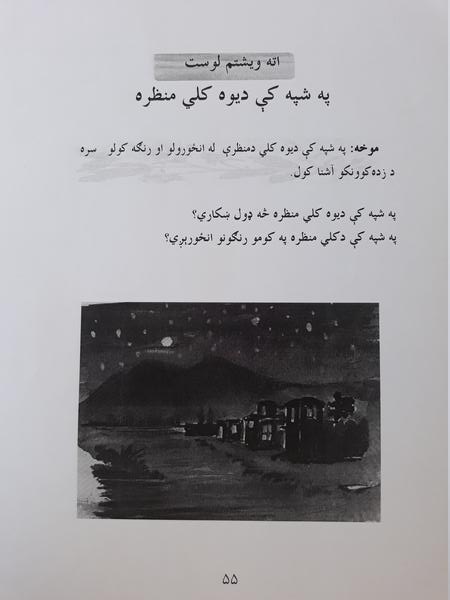 اته ویشتم لوست
په شپه کې دیوه کلي منظره
موخه: په شپه کې دیوه کلي دمنظرې له انځورولو او رنګه کولو سره
د زده‌کوونکو آشنا کول.
په شپه کې دیوه کلي منظره څه ډول ښکاري؟
په شپه کې دکلي منظره په کومو رنګونو انځورېږي؟
۵۵